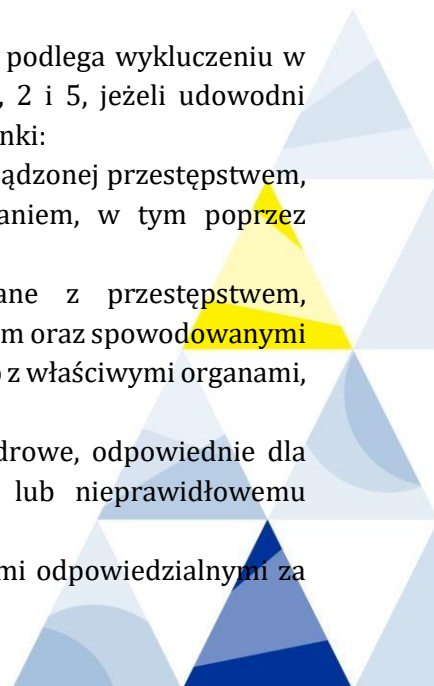 podlega wykluczeniu w
, 2 i 5, jeżeli udowodni
nki:
ądzonej przestępstwem,
aniem, w tym poprzez
ane z przestępstwem,
m oraz spowodowanymi
z właściwymi organami,
drowe, odpowiednie dla
lub nieprawidłowemu
mi odpowiedzialnymi za